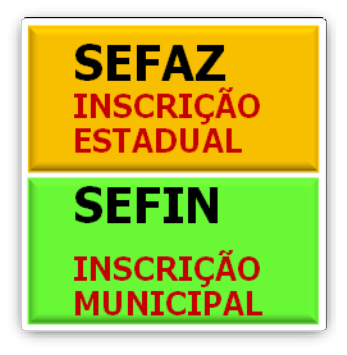 SEFAZ
INSCRIÇÃO
ESTADUAL
SEFIN
INSCRIÇÃO
MUNICIPAL